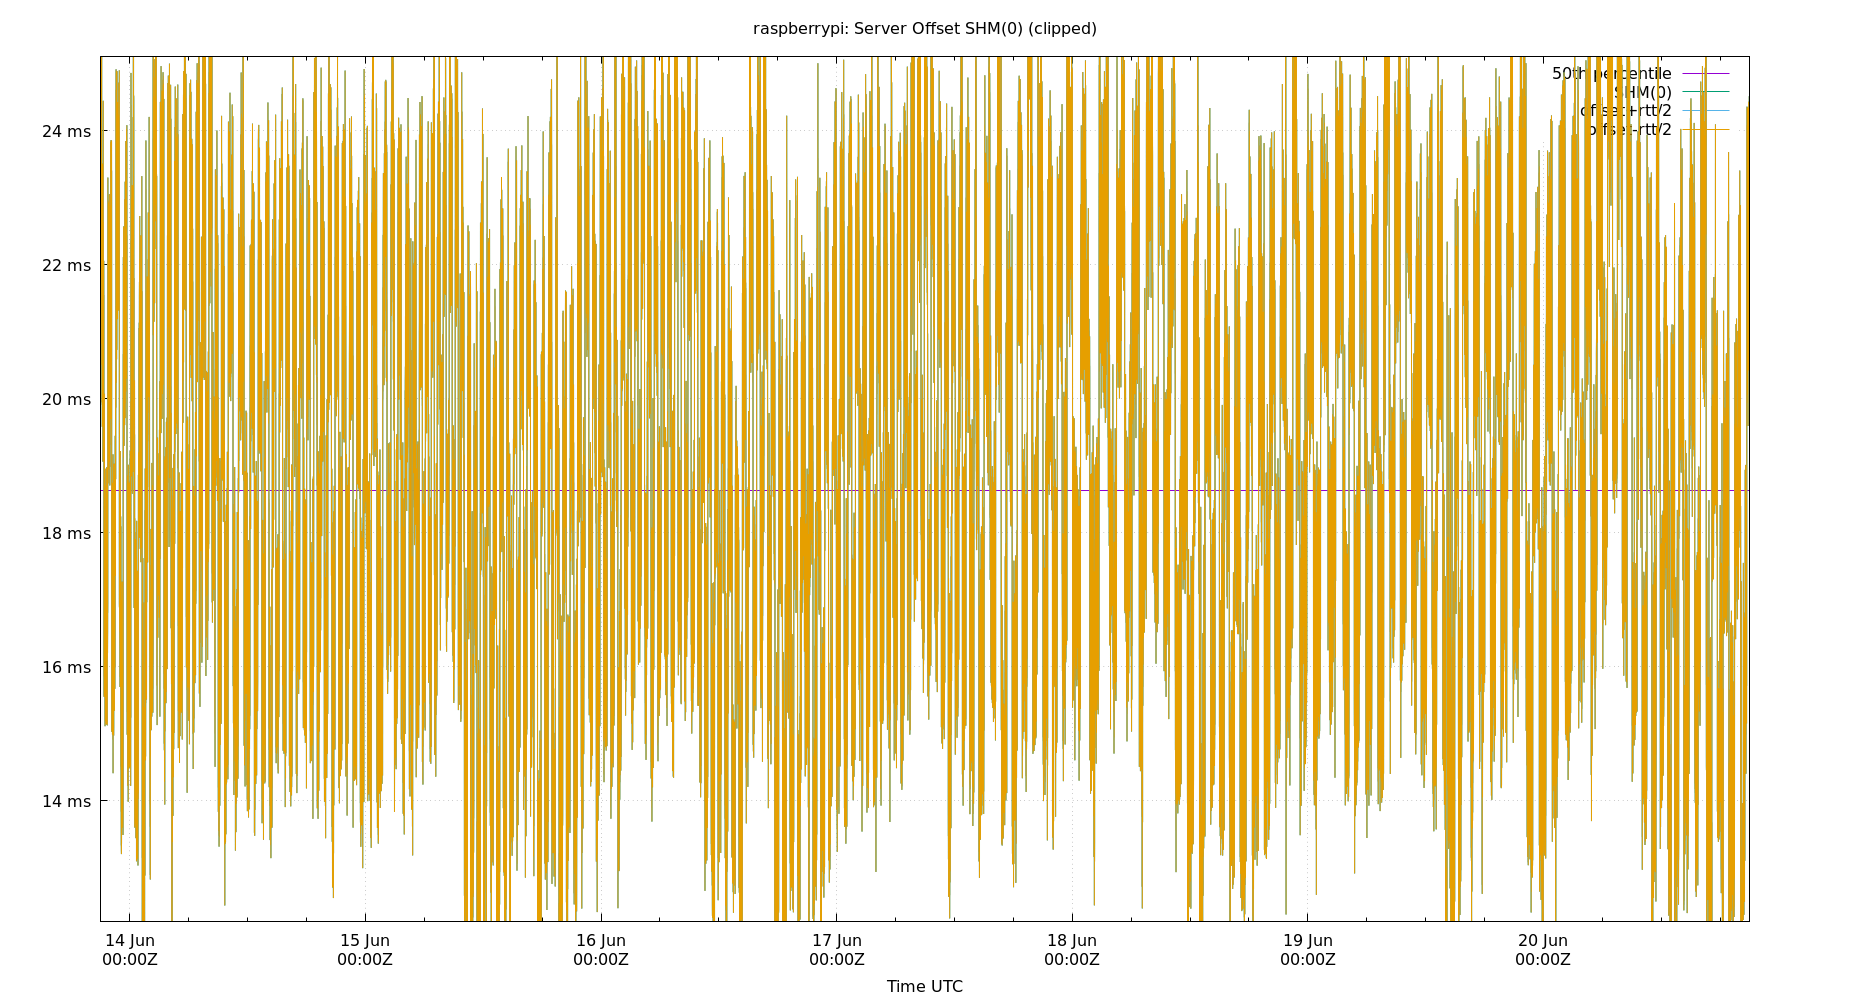 raspberrypi: Server Offset SHM(0) (clipped)
50th percentile
SHM(0)
offset+rtt/2
offset-rtt/2
24 ms
22 ms
20 ms
18 ms
16 ms
14 ms
14 Jun 15 Jun 16 Jun 17 Jun 18 Jun 19 Jun 20 Jun
00:00Z 00:00Z 00:00Z 00:00Z 00:00Z 00:00Z 00:00Z
Time UTC